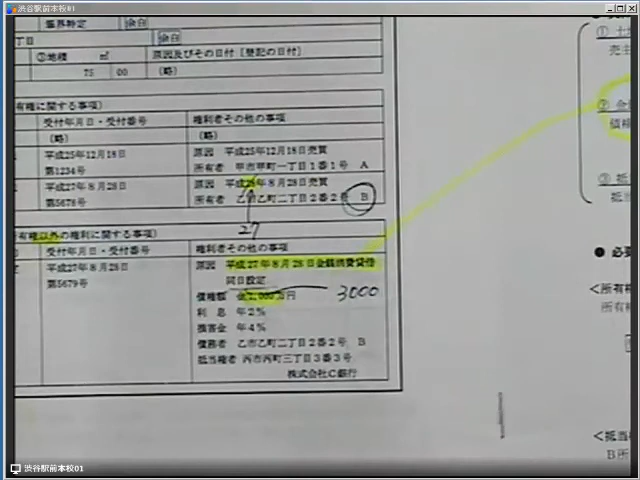 渋谷駅前本校01
筆界特定 余白
丁目 余白
③地積 ㎡ 原因及びその日付〔登記の日付〕
75 00 (略)
有権に関する事項)
受付年月日・受付番号 権利者その他の事項
(略) (略)
平成25年12月18日 原因 平成25年12月18日売買
第1234号 所有者 甲市甲町一丁目1番1号 A
平成27年8月28日 原因 平成 年8月28日売買
第5678号 所有者 乙市乙町二丁目2番2号 B
27
有権以外の権利に関する事項)
受付年月日・受付番号 権利者その他の事項
平成27年8月28日 原因 平成27年8月28日金銭消費貸借
第5679号 同日設定
債権額 金 ,000万円 3000
利 息 年2%
損害金 年4%
債務者 乙市乙町二丁目2番2号 B
抵当権者 丙市丙町三丁目3番3号
株式会社C銀行
①
売主
② 金
債権
③ 抵
抵当
● 必要
<所有権
所有権
<抵当
B所
渋谷駅前本校01